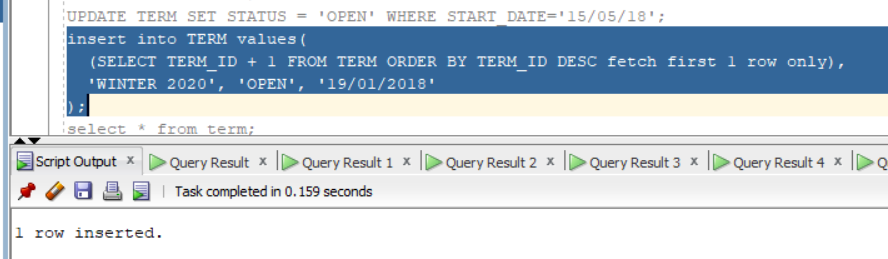 UPDATE TERM SET STATUS = 'OPEN' WHERE START_DATE='15/05/18';
insert into TERM values(
(SELECT TERM_ID + 1 FROM TERM ORDER BY TERM_ID DESC fetch first 1 row only),
'WINTER 2020', 'OPEN', '19/01/2018'
);
select * from term;
Script Output x Query Result x Query Result 1 x Query Result 2 x Query Result 3 x Query Result 4 x Q
Task completed in 0.159 seconds
1 row inserted.